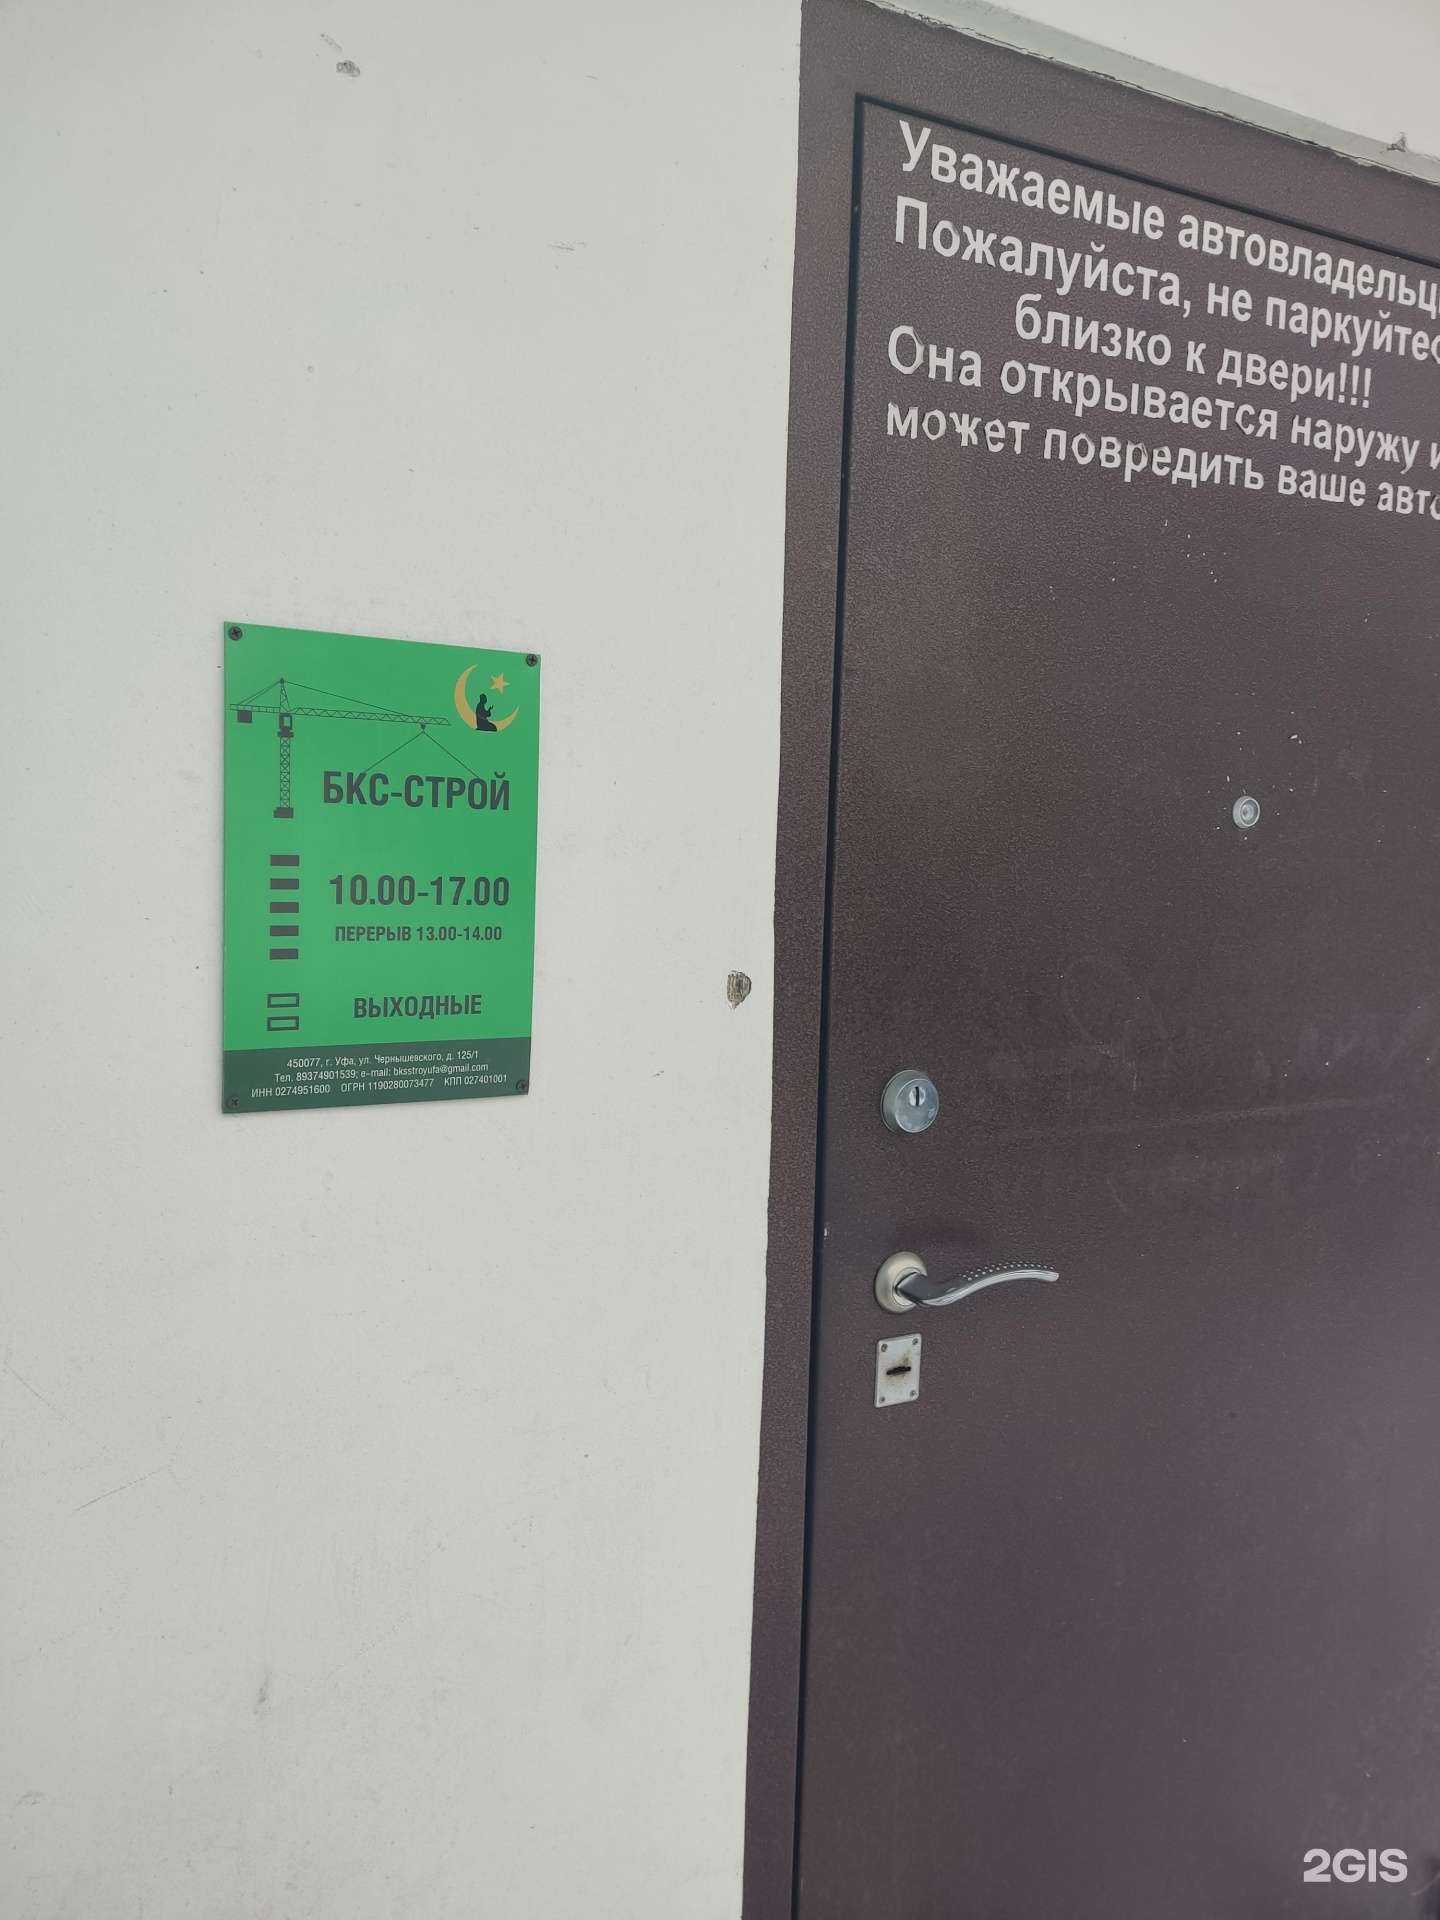 Уважаемые автовладельц
Пожалуйста, не паркуйтес
близко к двери!!!
Она открывается наружу и
может повредить ваше авто
БКС-СТРОЙ
10.00-17.00
ПЕРЕРЫВ 13.00-14.00
ВЫХОДНЫЕ
450077, г. Уфа, ул. Чернышевского, д. 125/1
Тел. 89374901539; e-mail: bksstroyufa@gmail.com
ИНН 0274951600 ОГРН 1190280073477 КПП 027401001
2GIS